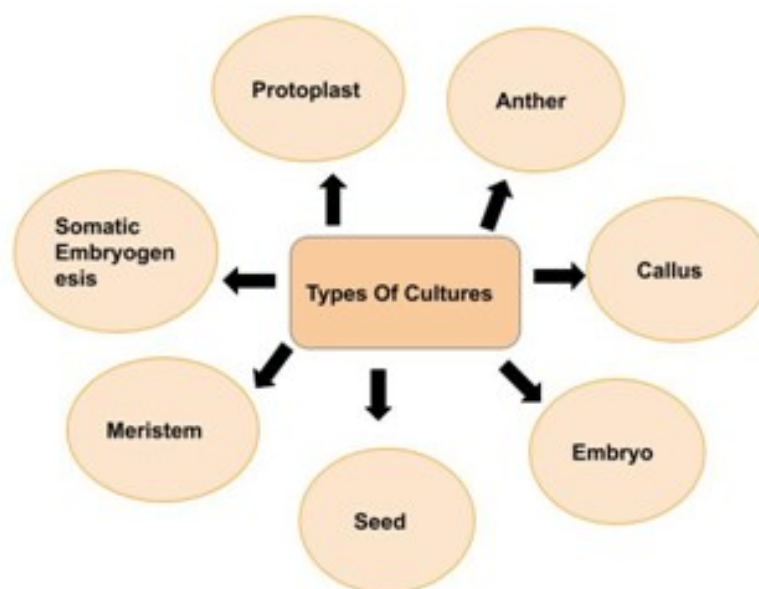 Protoplast
Anther
Somatic
Embryogen
esis
Types Of Cultures
Callus
Meristem
Embryo
Seed